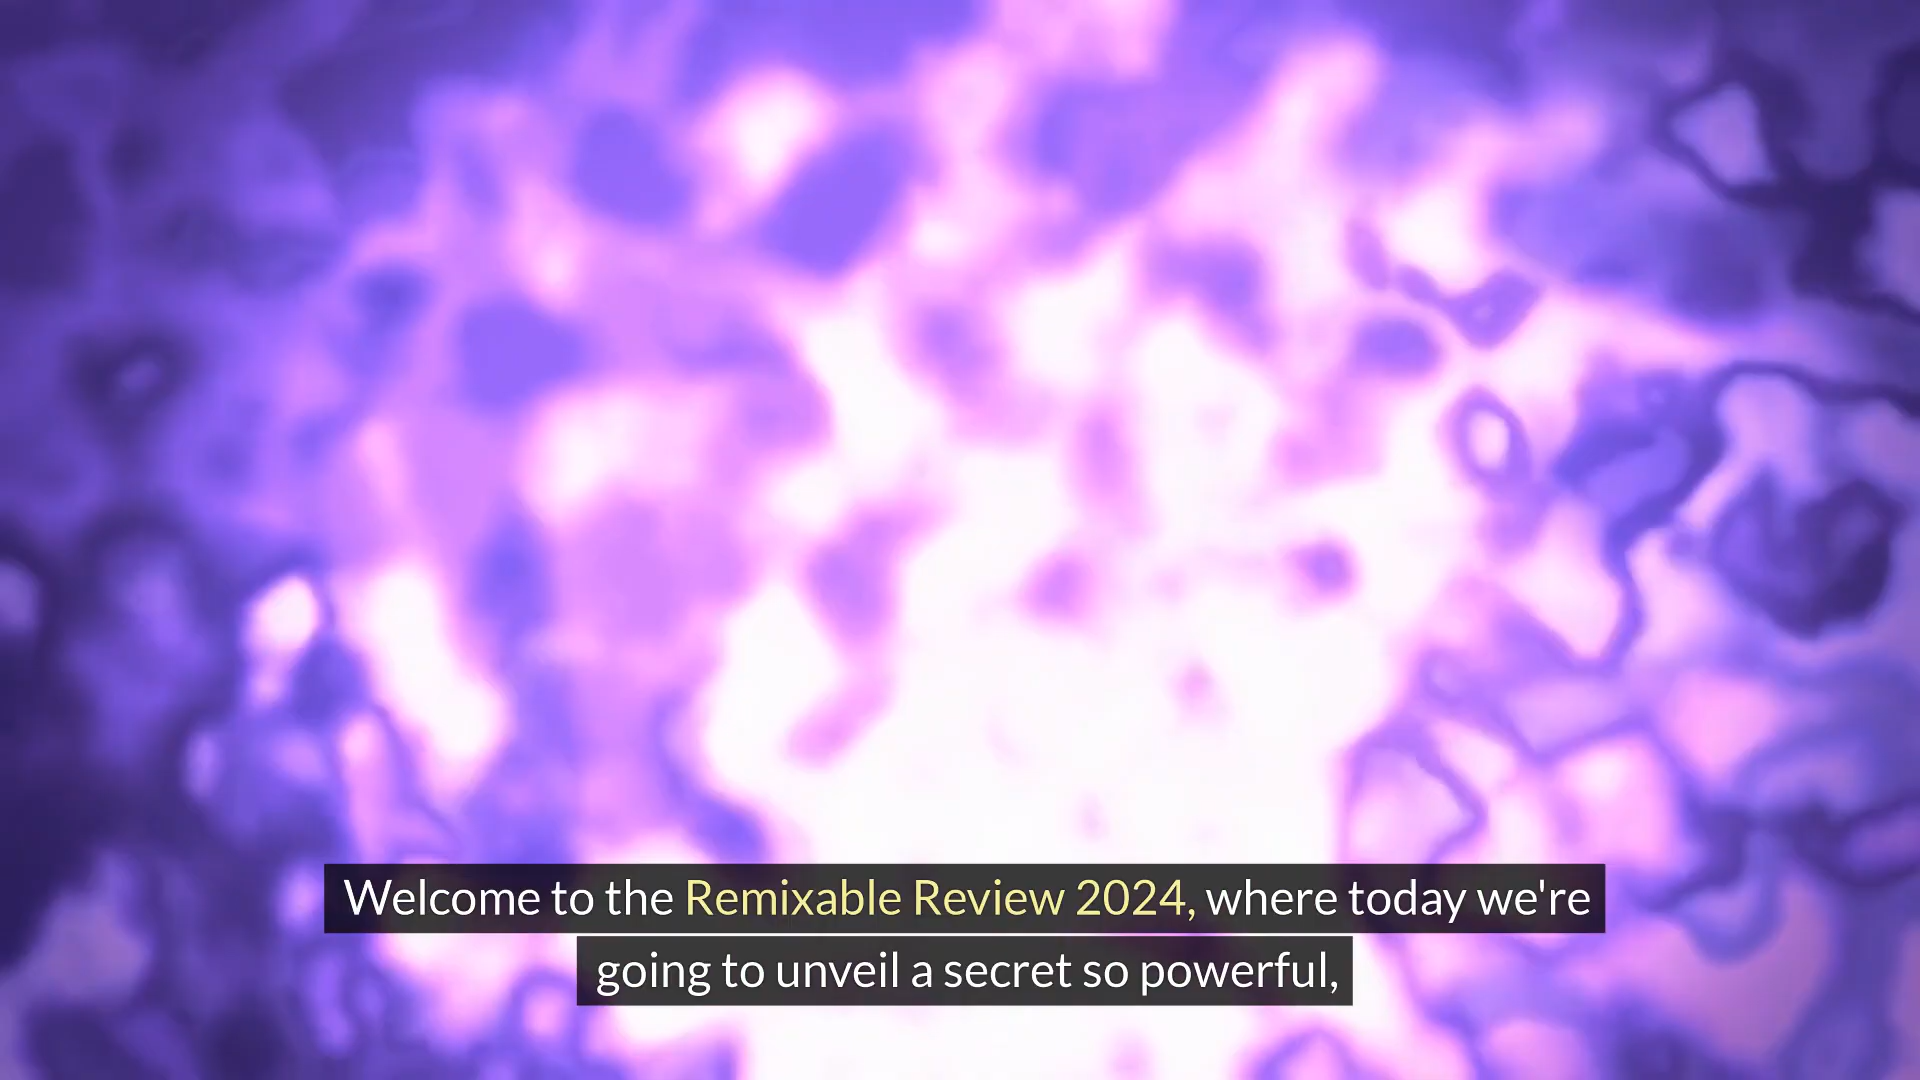 Welcome to the Remixable Review 2024, where today we're
going to unveil a secret so powerful,